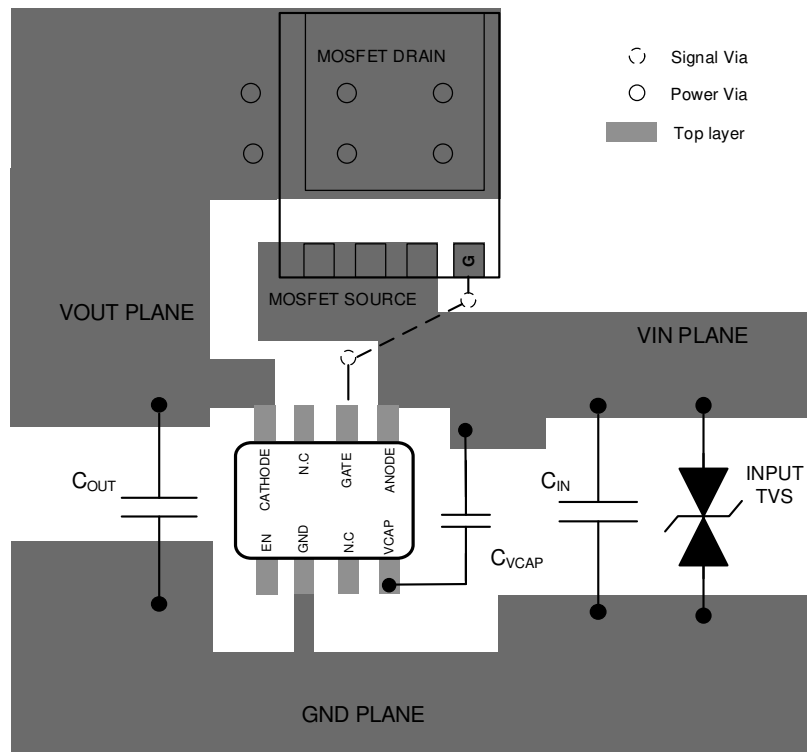 MOSFET DRAIN
Signal Via
Power Via
Top layer
G
MOSFET SOURCE
VOUT PLANE
VIN PLANE
CATHODE
N.C
GATE
ANODE
COUT
CIN
INPUT
TVS
EN
GND
N.C
VCAP
CVCAP
GND PLANE